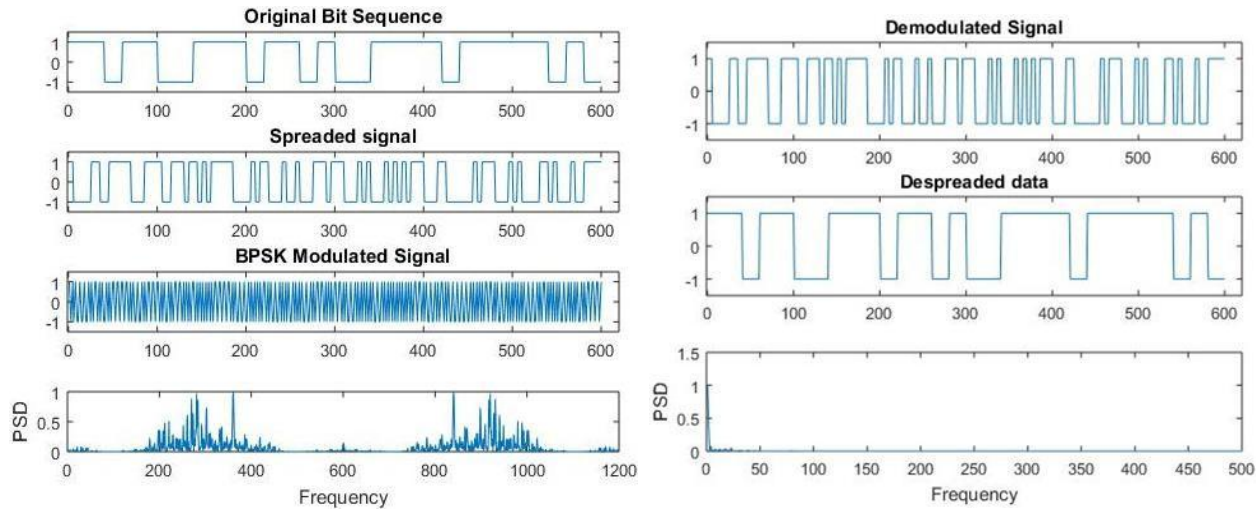 Original Bit Sequence
1
0
-1
0 100 200 300 400 500 600
Spreaded signal
1
0
-1
0 100 200 300 400 500 600
BPSK Modulated Signal
1
0
-1
0 100 200 300 400 500 600
1
0.5
0
PSD
0 200 400 600 800 1000 1200
Frequency
Demodulated Signal
1
0
-1
0 100 200 300 400 500 600
Despreaded data
1
0
-1
0 100 200 300 400 500 600
1.5
1
0.5
0
PSD
0 50 100 150 200 250 300 350 400 450 500
Frequency